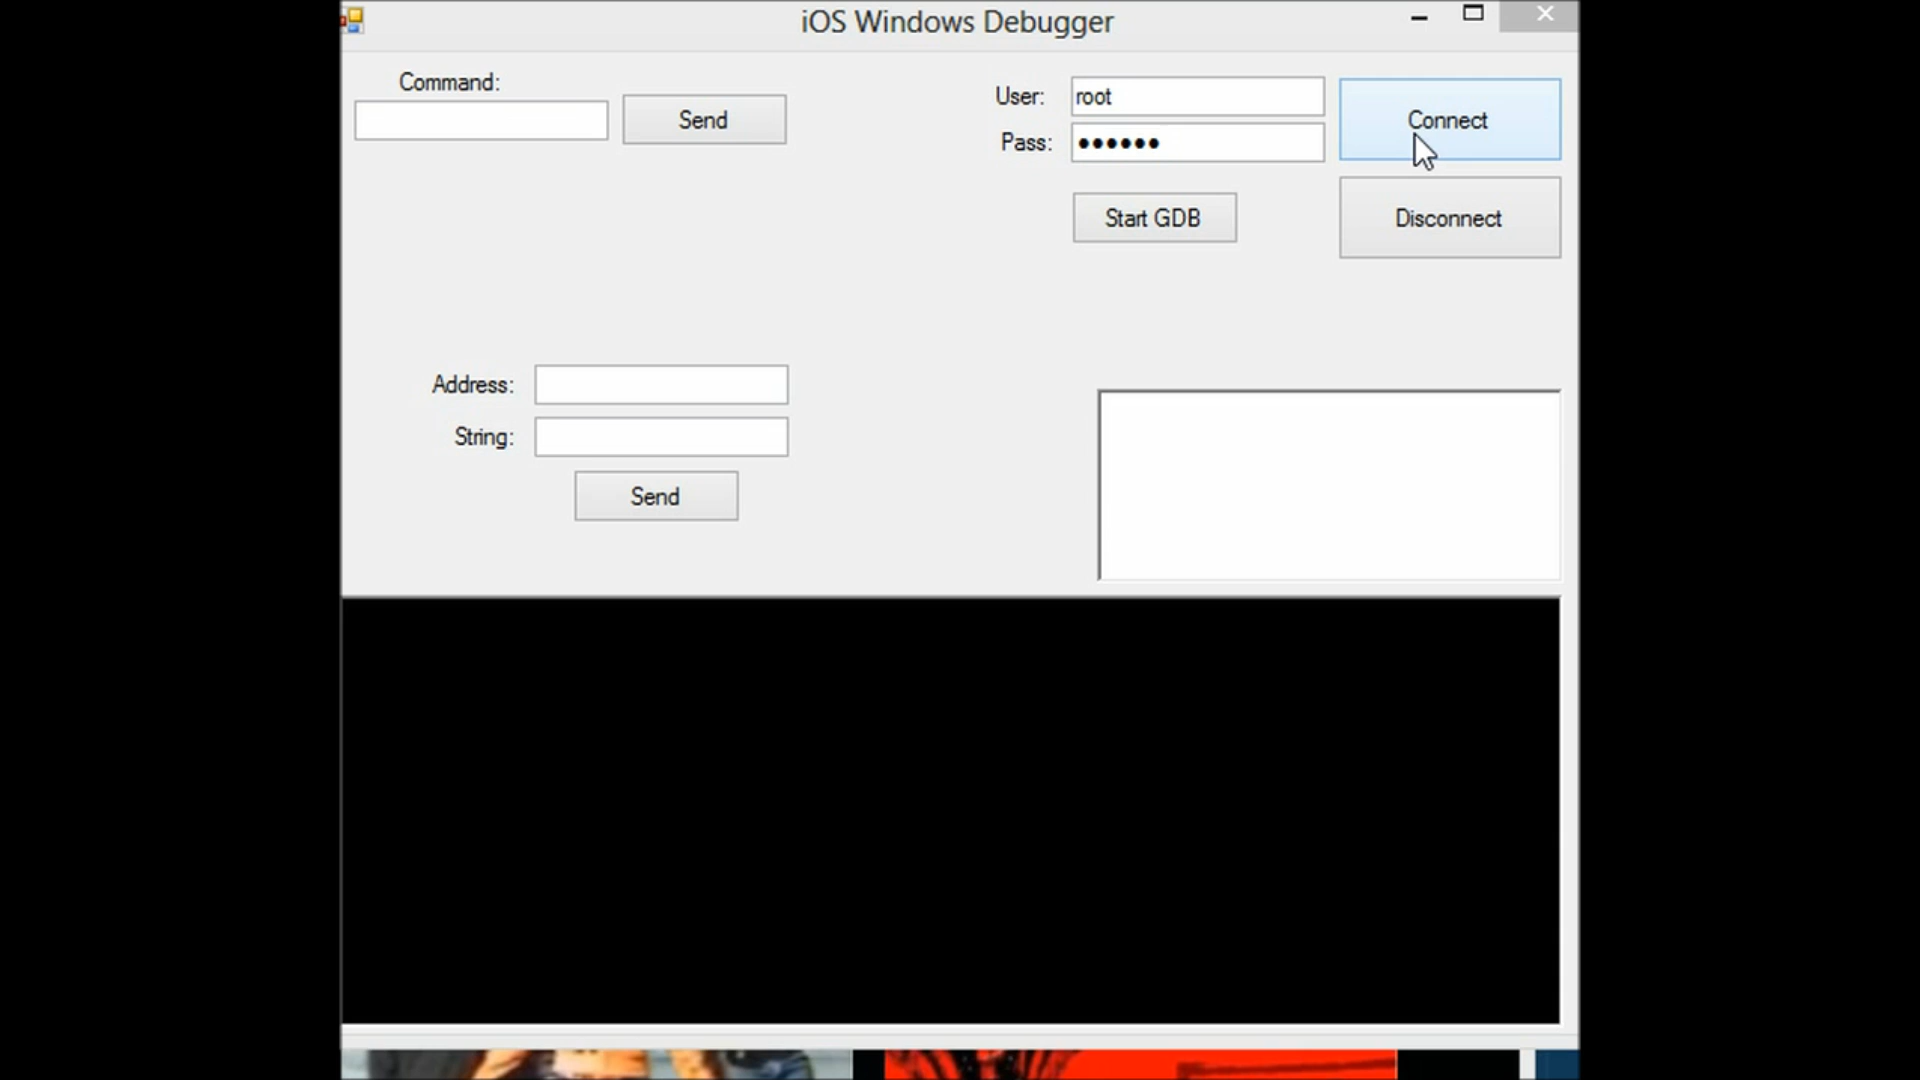 iOS Windows Debugger
Command:
Send
User: root
Pass: ••••••
Connect
Start GDB
Disconnect
Address:
String:
Send